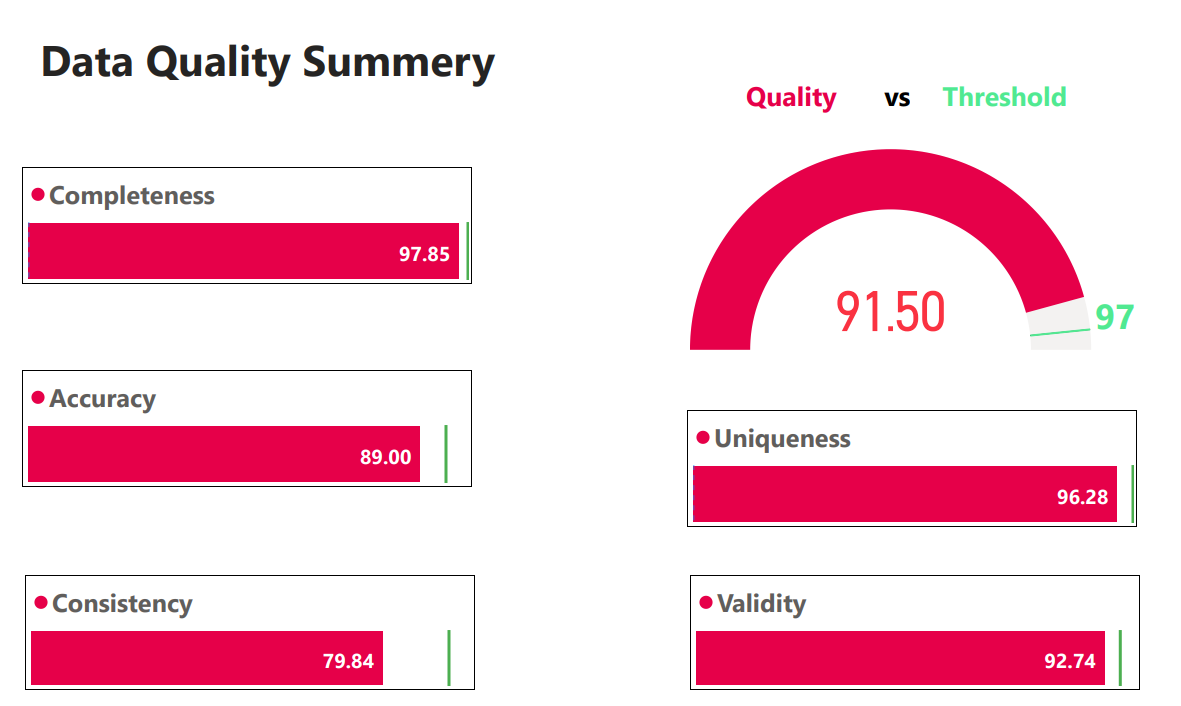 Data Quality Summery
Quality vs Threshold
Completeness
97.85
91.50
97
Accuracy
89.00
Uniqueness
96.28
Consistency
79.84
Validity
92.74